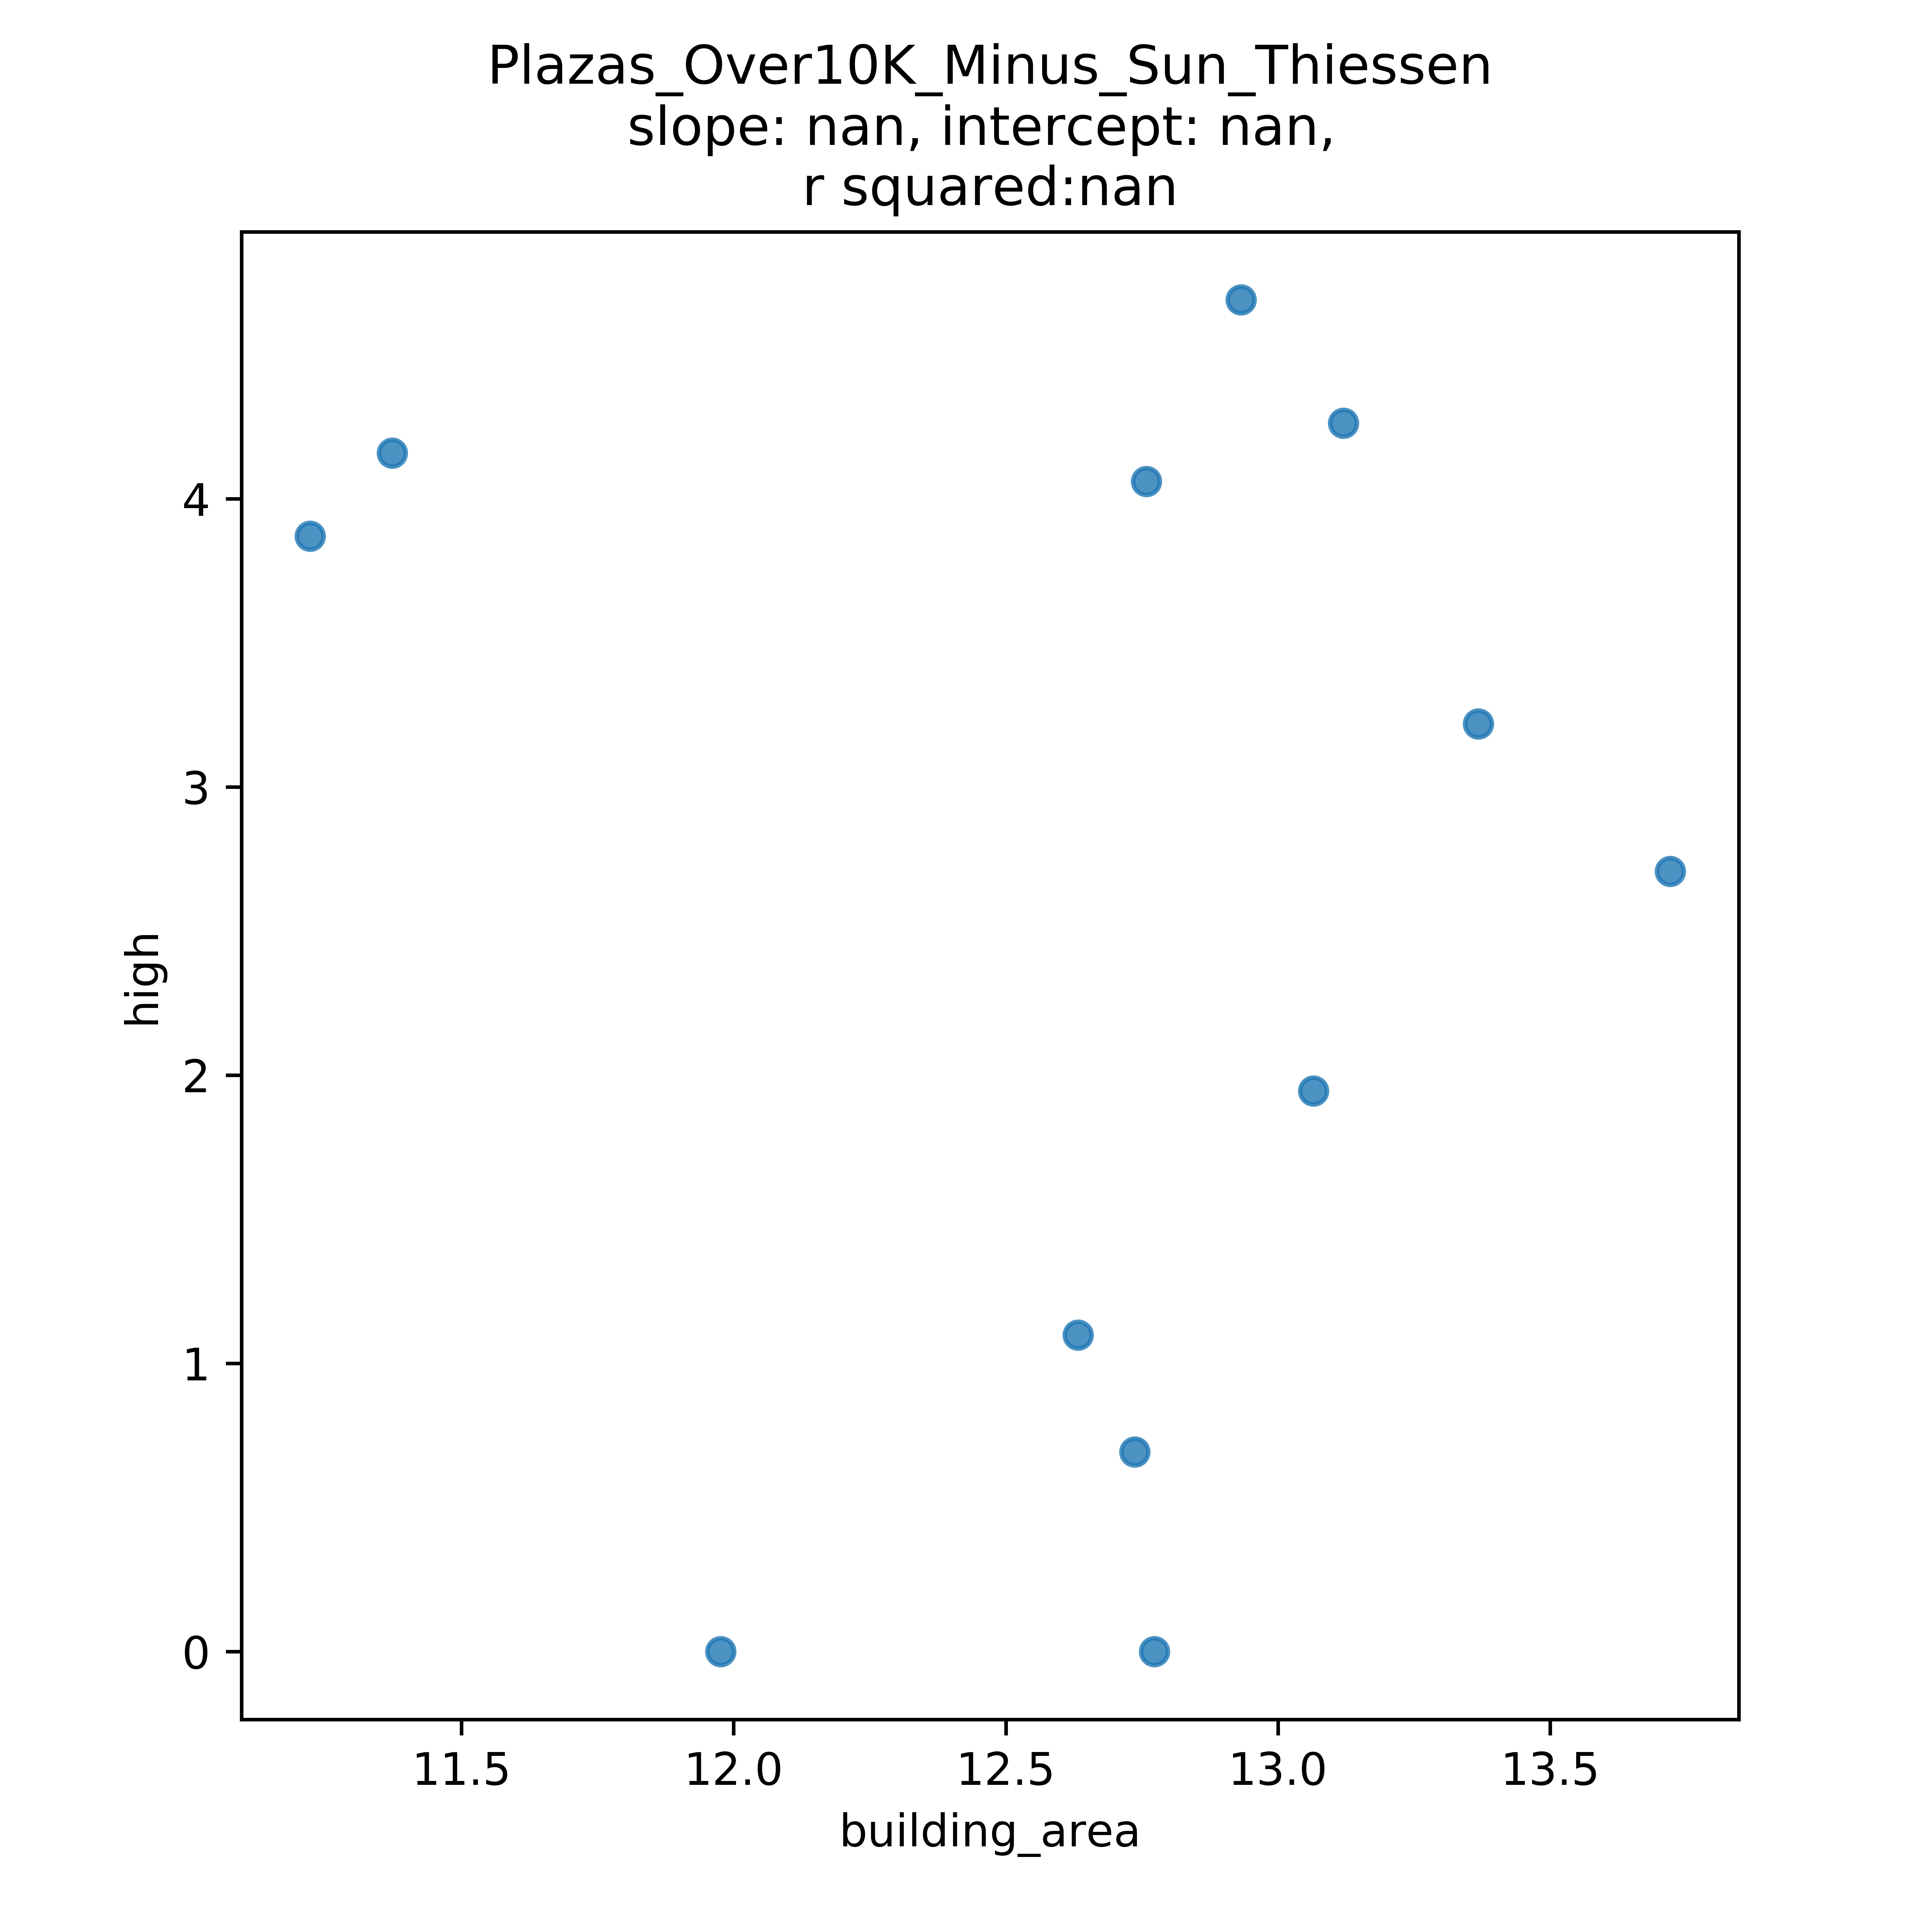 Plazas_Over10K_Minus_Sun_Thiessen
slope: nan, intercept: nan,
r squared:nan
high
4
3
2
1
0
11.5 12.0 12.5 13.0 13.5
building_area